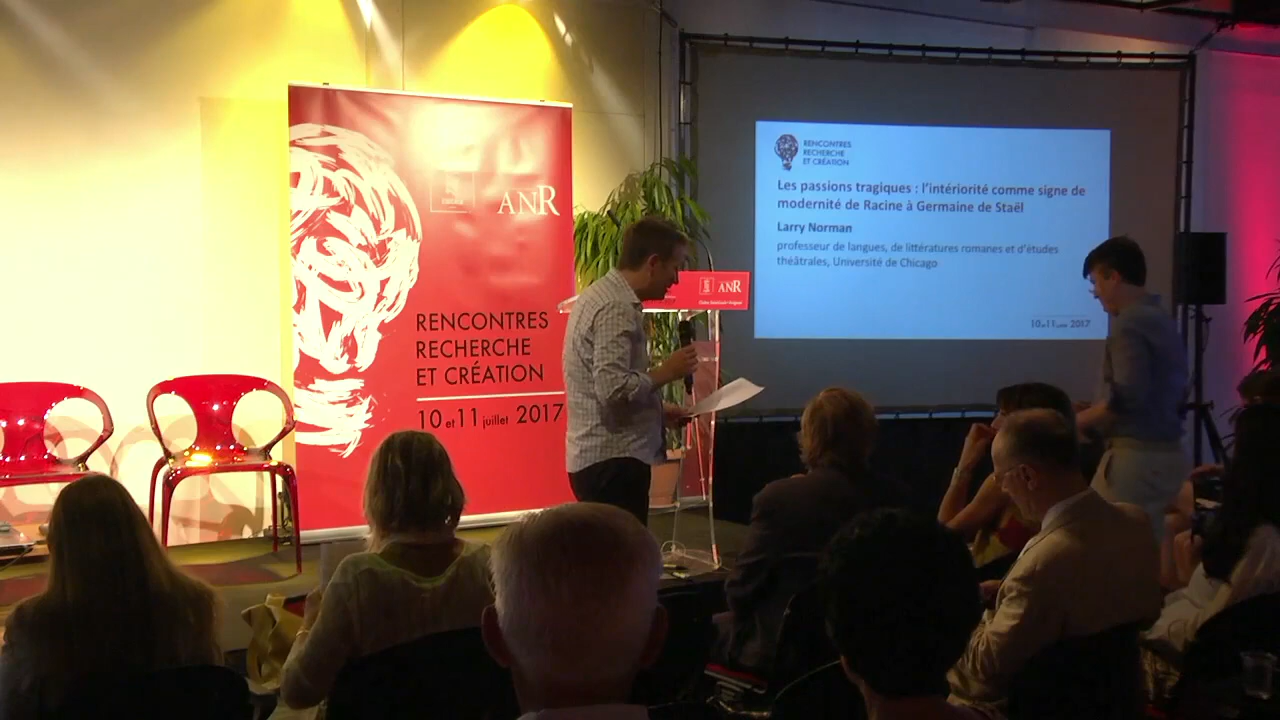 ANR
RENCONTRES
RECHERCHE
ET CRÉATION
10 et 11 juillet 2017
ANR
RENCONTRES
RECHERCHE
ET CRÉATION
Les passions tragiques : l'intériorité comme signe de
modernité de Racine à Germaine de Staël
Larry Norman
professeur de langues, de littératures romanes et d'études
théâtrales, Université de Chicago
10 et 11 juillet 2017